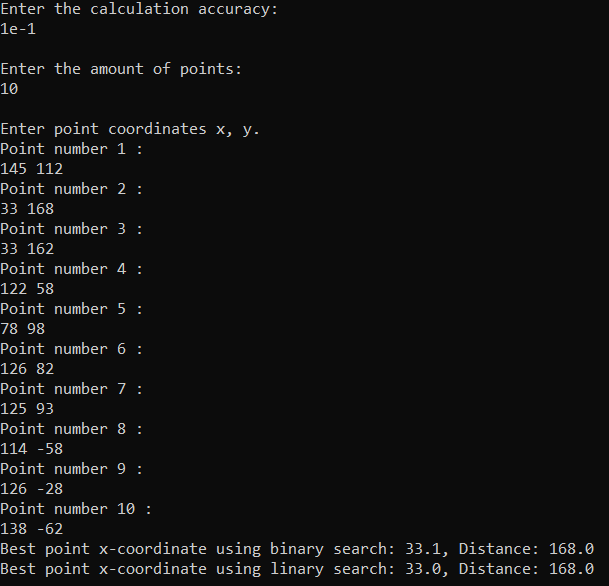 Enter the calculation accuracy:
1e-1
Enter the amount of points:
10
Enter point coordinates x, y.
Point number 1 :
145 112
Point number 2 :
33 168
Point number 3 :
33 162
Point number 4 :
122 58
Point number 5 :
78 98
Point number 6 :
126 82
Point number 7 :
125 93
Point number 8 :
114 -58
Point number 9 :
126 -28
Point number 10 :
138 -62
Best point x-coordinate using binary search: 33.1, Distance: 168.0
Best point x-coordinate using linary search: 33.0, Distance: 168.0